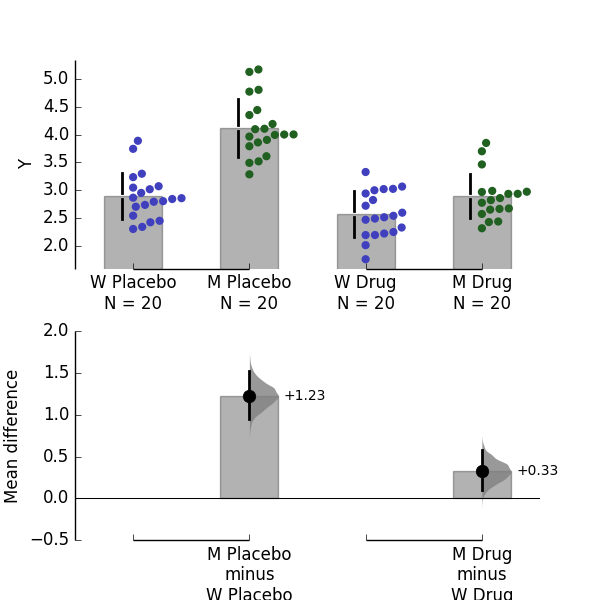 5.0
4.5
4.0
3.5
3.0
2.5
2.0
Y
W Placebo
N = 20
M Placebo
N = 20
W Drug
N = 20
M Drug
N = 20
2.0
1.5
1.0
0.5
0.0
−0.5
Mean difference
+1.23
+0.33
M Placebo
minus
W Placebo
M Drug
minus
W Drug